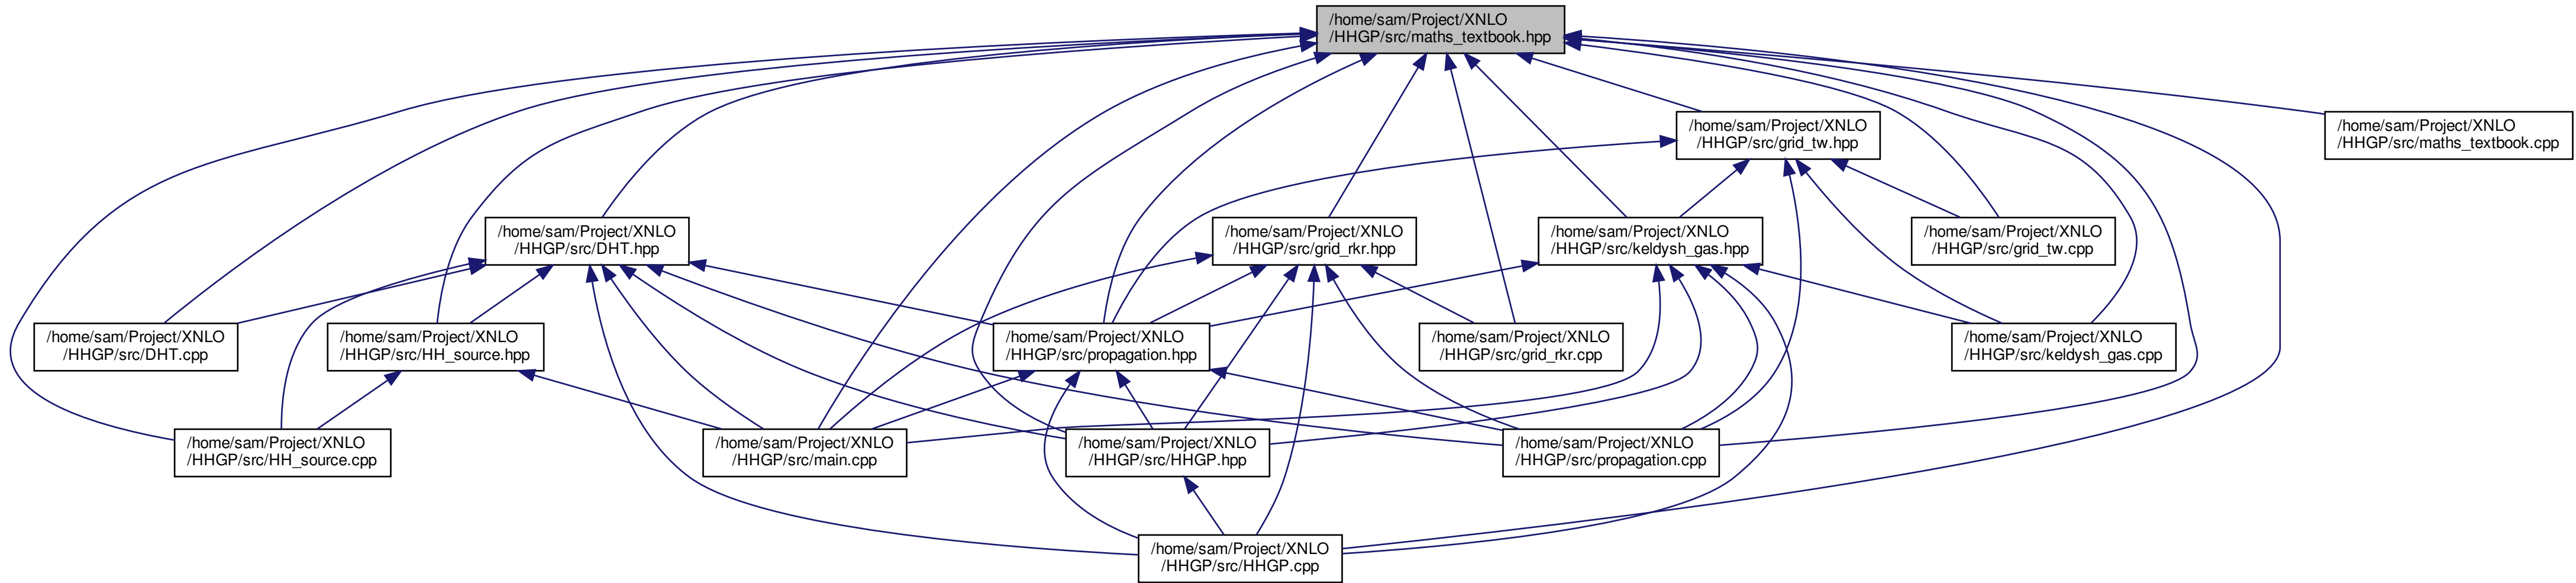 /home/sam/Project/XNLO
/HHGP/src/maths_textbook.hpp
/home/sam/Project/XNLO
/HHGP/src/grid_tw.hpp
/home/sam/Project/XNLO
/HHGP/src/maths_textbook.cpp
/home/sam/Project/XNLO
/HHGP/src/DHT.hpp
/home/sam/Project/XNLO
/HHGP/src/grid_rkr.hpp
/home/sam/Project/XNLO
/HHGP/src/keldysh_gas.hpp
/home/sam/Project/XNLO
/HHGP/src/grid_tw.cpp
/home/sam/Project/XNLO
/HHGP/src/DHT.cpp
/home/sam/Project/XNLO
/HHGP/src/HH_source.hpp
/home/sam/Project/XNLO
/HHGP/src/propagation.hpp
/home/sam/Project/XNLO
/HHGP/src/grid_rkr.cpp
/home/sam/Project/XNLO
/HHGP/src/keldysh_gas.cpp
/home/sam/Project/XNLO
/HHGP/src/HH_source.cpp
/home/sam/Project/XNLO
/HHGP/src/main.cpp
/home/sam/Project/XNLO
/HHGP/src/HHGP.hpp
/home/sam/Project/XNLO
/HHGP/src/propagation.cpp
/home/sam/Project/XNLO
/HHGP/src/HHGP.cpp